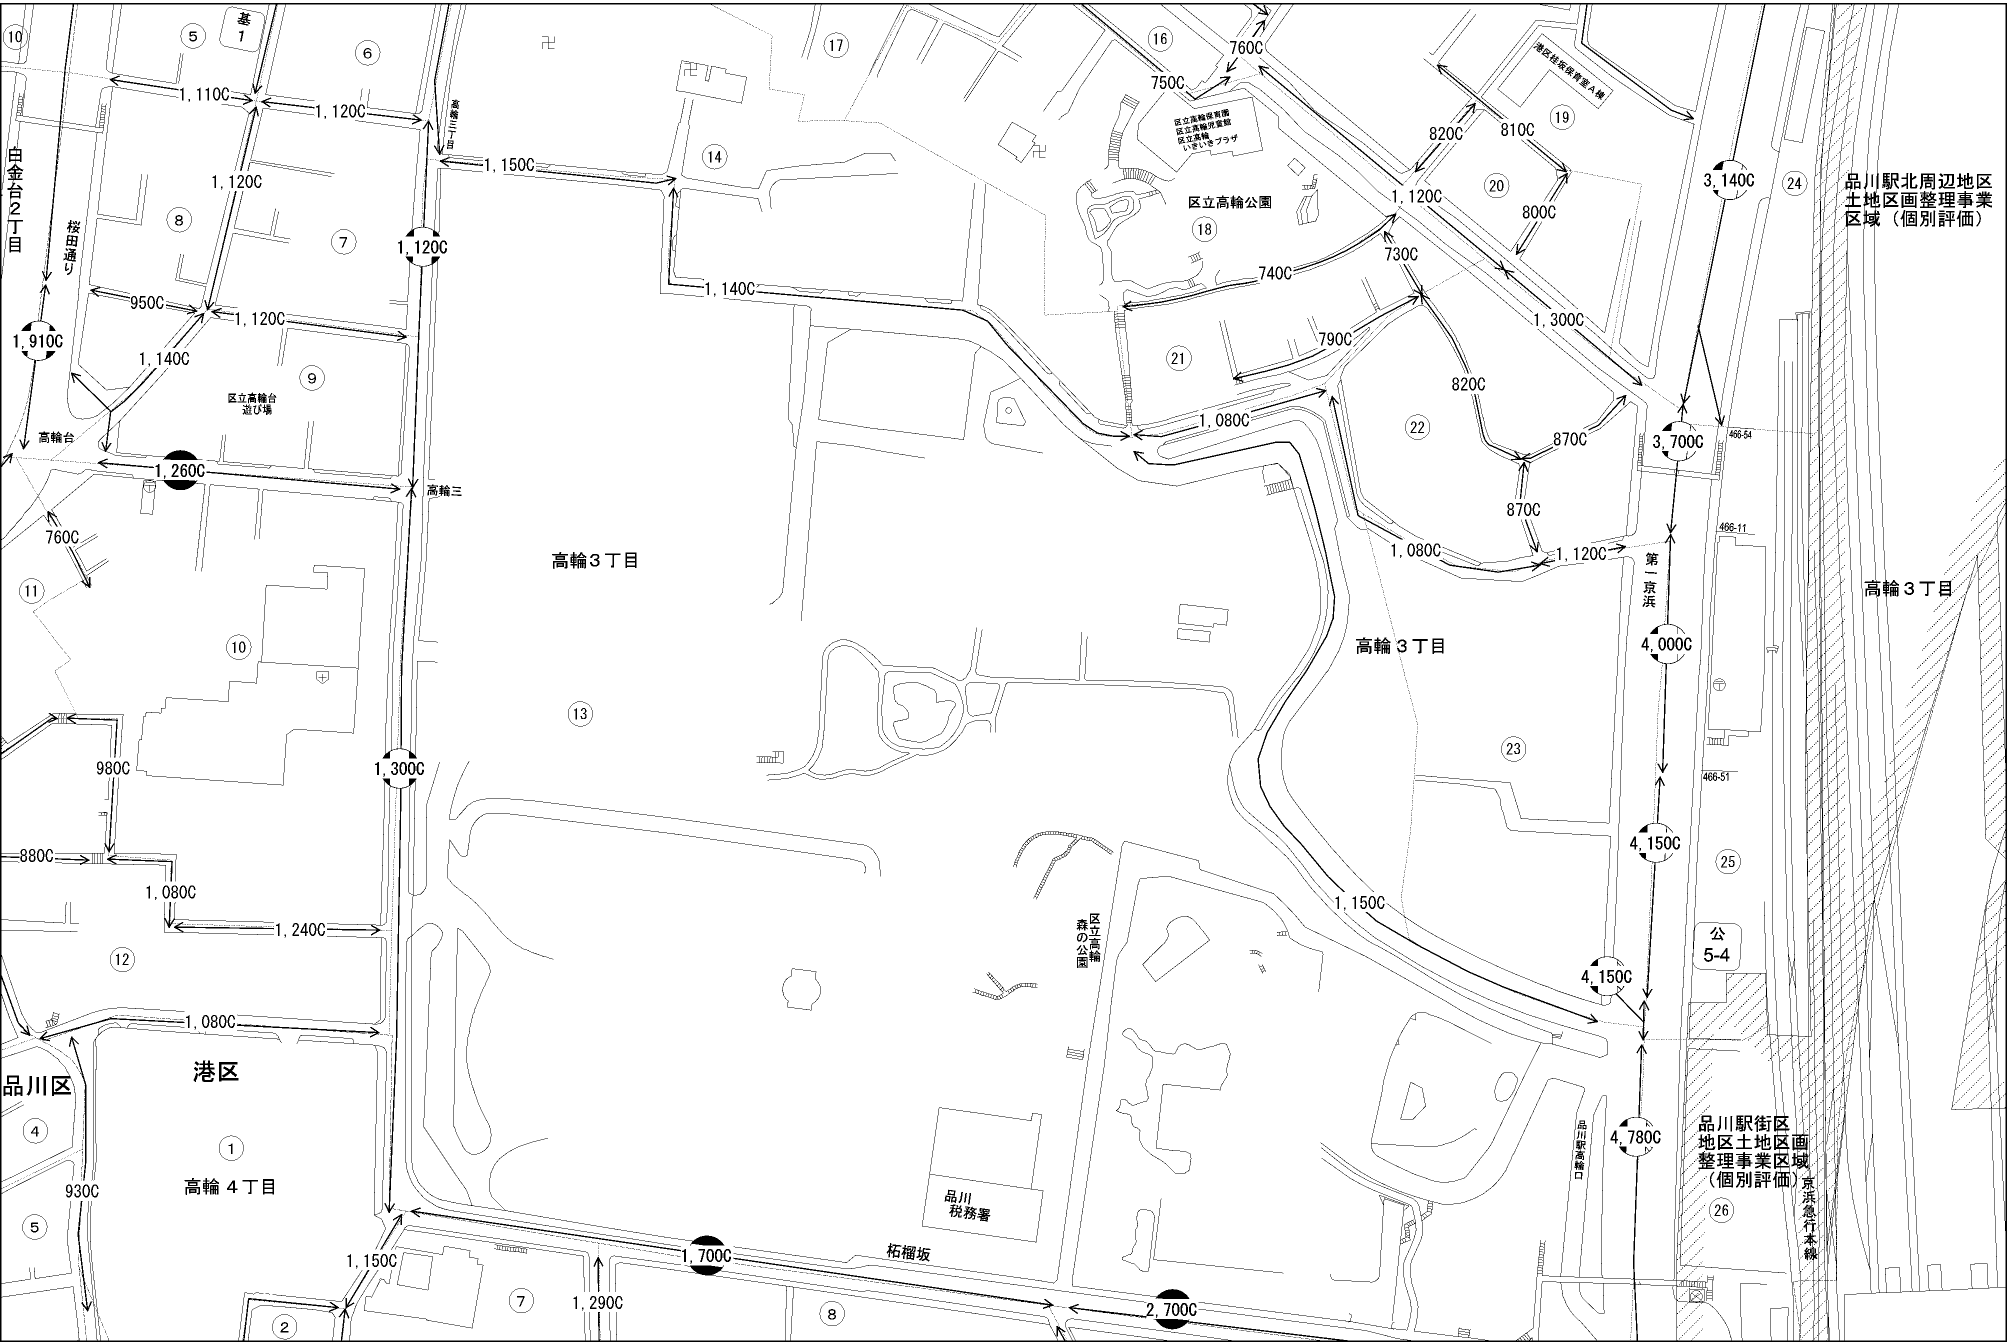 10
5
基
1
6
17
16
760C
750C
港区桂坂保育室A棟
19
1,110C
1,120C
高輪三丁目
区立高輪保育園
区立高輪児童館
区立高輪
いきいきプラザ
820C
810C
14
1,150C
白金台2丁目
1,120C
桜田通り
8
7
1,120C
区立高輪公園
18
1,120C
20
800C
3,140C
24
品川駅北周辺地区
土地区画整理事業
区域(個別評価)
730C
740C
1,140C
950C
1,120C
1,300C
1,910C
1,140C
790C
21
9
820C
区立高輪台
遊び場
1,080C
22
870C
3,700C
466-54
高輪台
1,260C
高輪三
870C
760C
466-11
1,080C
1,120C
高輪3丁目
第一京浜
高輪3丁目
11
10
高輪3丁目
4,000C
13
23
980C
1,300C
466-51
4,150C
880C
25
1,080C
1,150C
区立高輪
森の公園
1,240C
公
5-4
12
4,150C
1,080C
港区
品川区
4
1
品川駅高輪口
4,780C
品川駅街区
地区土地区画
整理事業区域
(個別評価)
京浜急行本線
930C
高輪4丁目
品川
税務署
26
5
1,150C
1,700C
柘榴坂
7
1,290C
8
2,700C
2